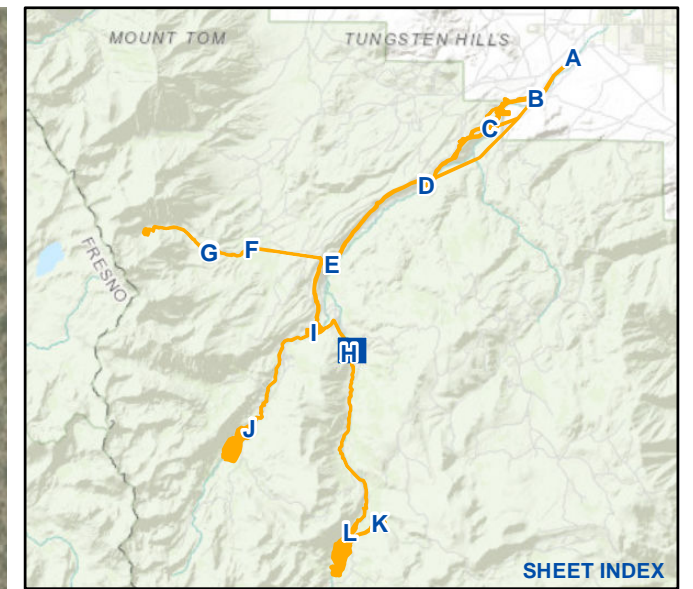 MOUNT TOM
TUNGSTEN HILLS
A
B
C
D
E
F
G
FRESNO
I
H
J
K
L
SHEET INDEX